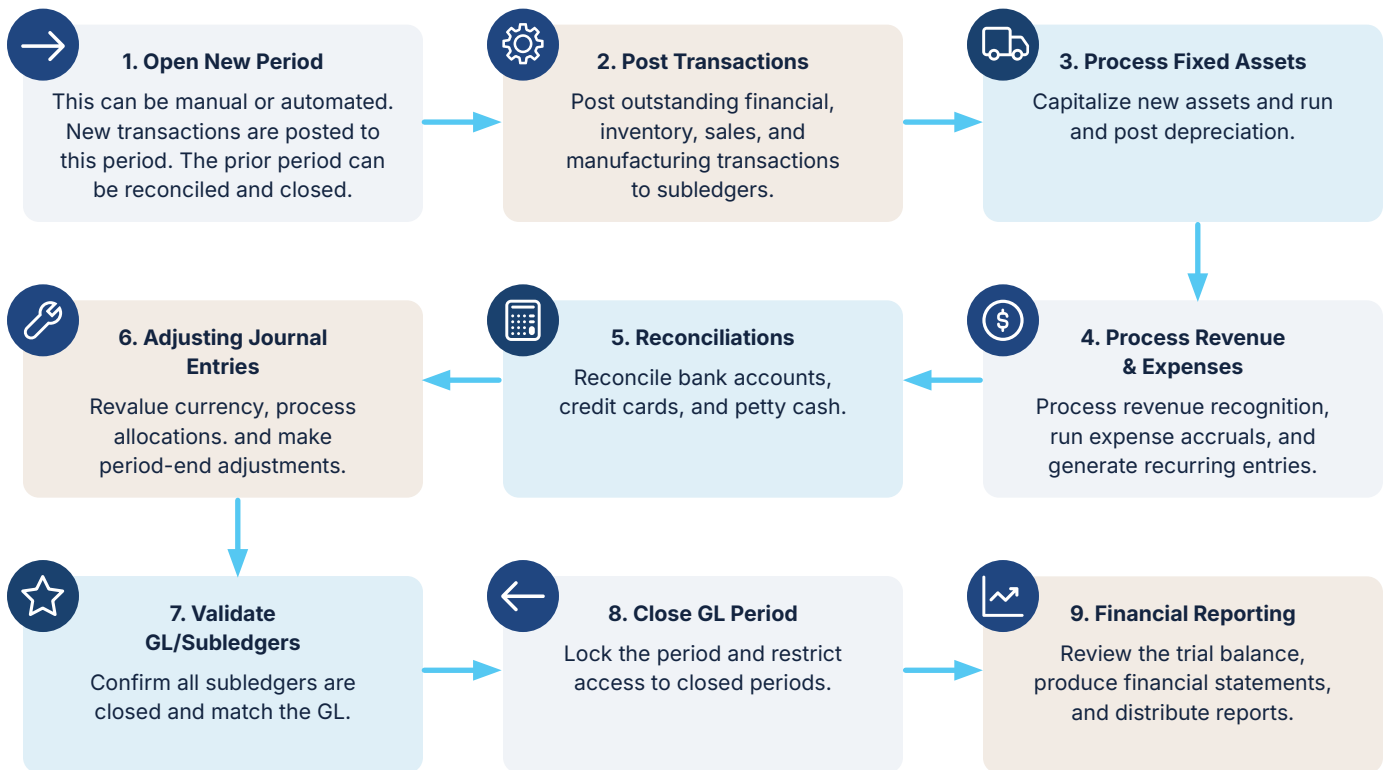 1. Open New Period
This can be manual or automated.
New transactions are posted to
this period. The prior period can
be reconciled and closed.
2. Post Transactions
Post outstanding financial,
inventory, sales, and
manufacturing transactions
to subledgers.
3. Process Fixed Assets
Capitalize new assets and run
and post depreciation.
4. Process Revenue
& Expenses
Process revenue recognition,
run expense accruals, and
generate recurring entries.
5. Reconciliations
Reconcile bank accounts,
credit cards, and petty cash.
6. Adjusting Journal
Entries
Revalue currency, process
allocations. and make
period-end adjustments.
7. Validate
GL/Subledgers
Confirm all subledgers are
closed and match the GL.
8. Close GL Period
Lock the period and restrict
access to closed periods.
9. Financial Reporting
Review the trial balance,
produce financial statements,
and distribute reports.